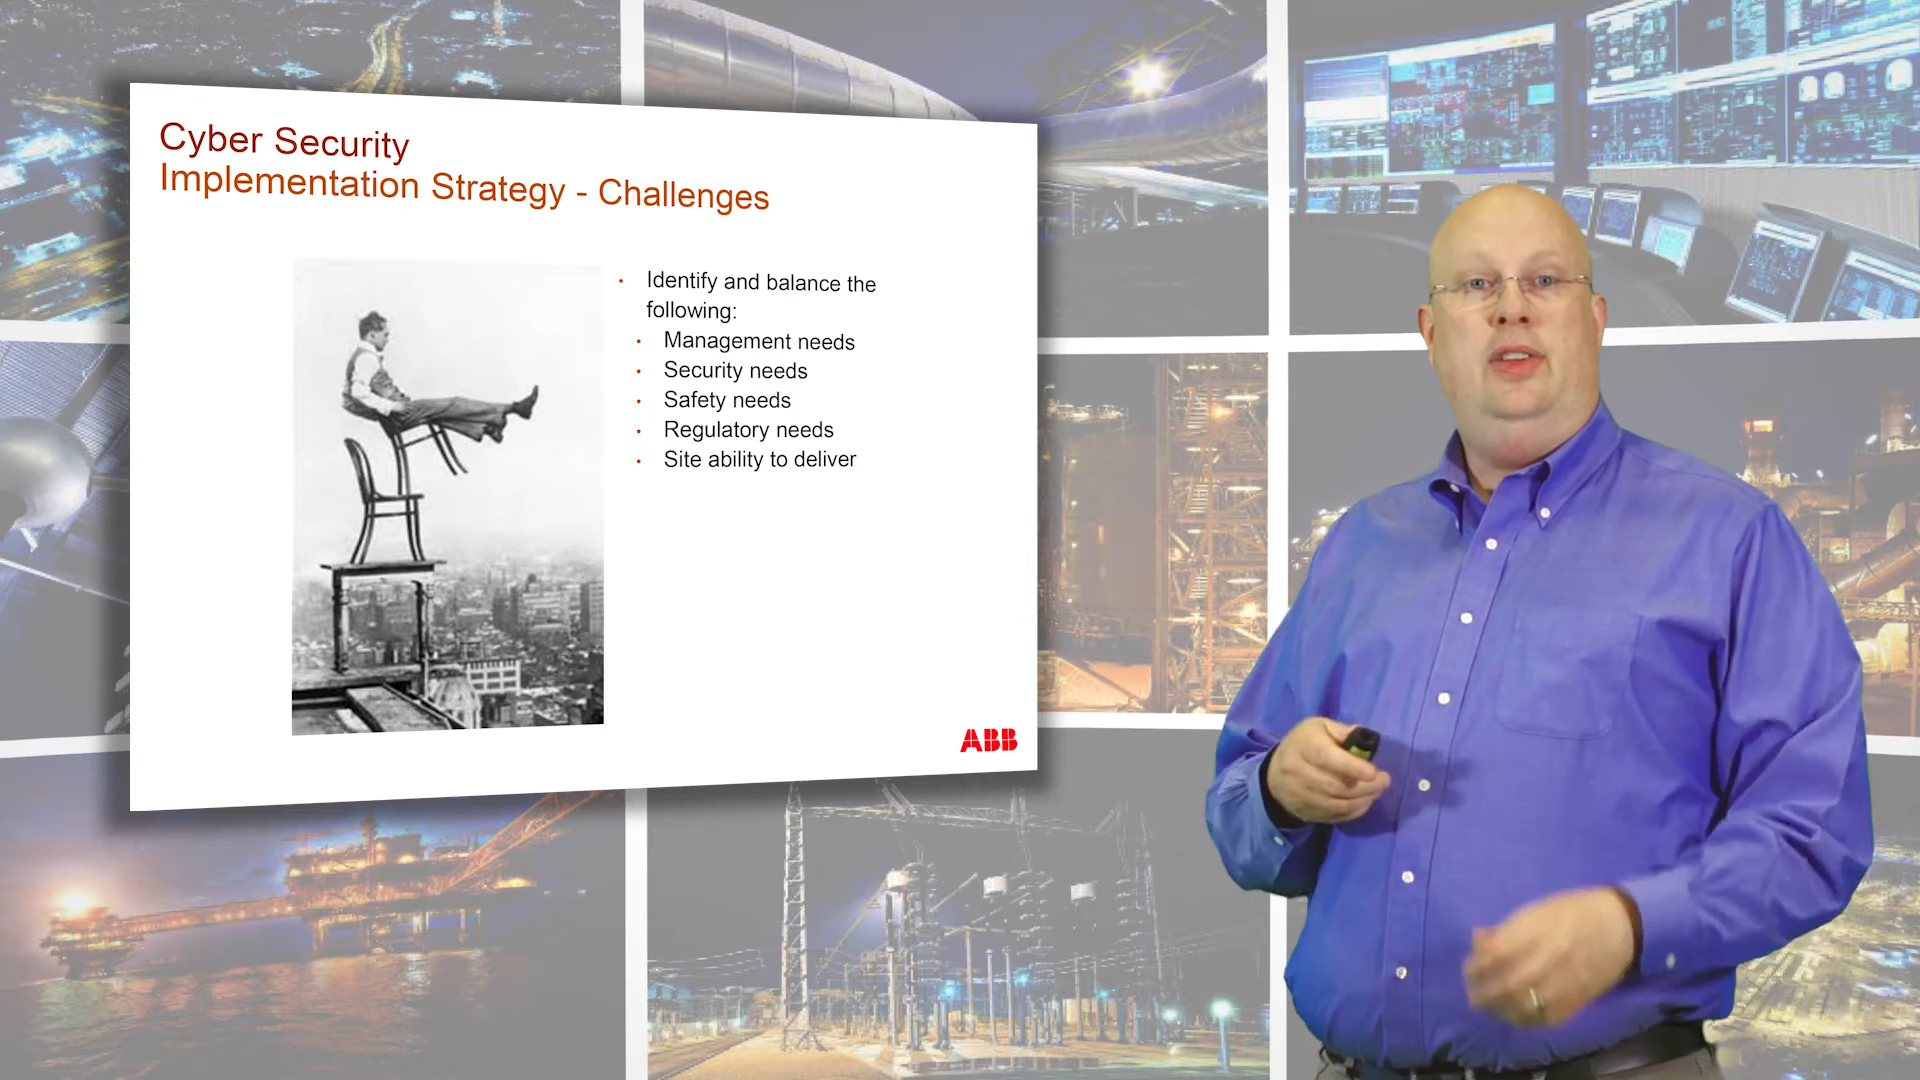 Cyber Security
Implementation Strategy - Challenges
• Identify and balance the
following:
• Management needs
• Security needs
• Safety needs
• Regulatory needs
• Site ability to deliver
ABB